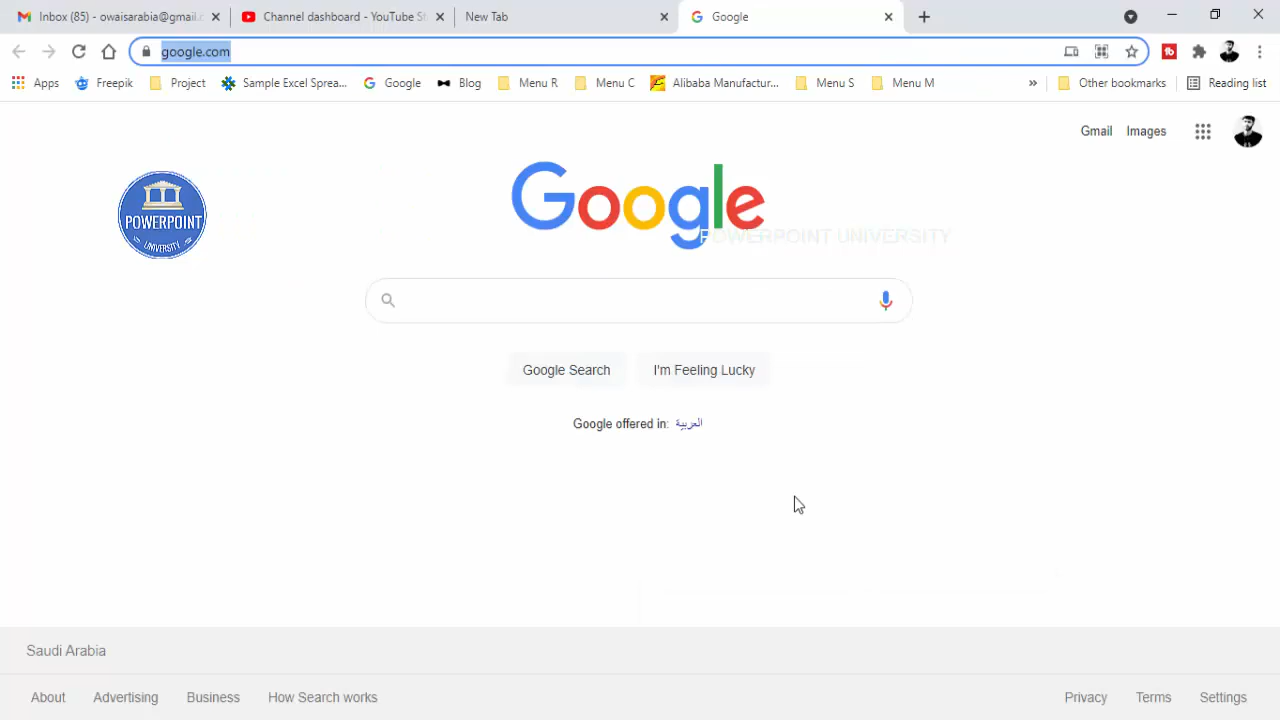 Inbox (85) - owaisarabia@gmail.c
Channel dashboard - YouTube St
New Tab
Google
google.com
Apps
Freepik
Project
Sample Excel Sprea...
Google
Blog
Menu R
Menu C
Alibaba Manufactur...
Menu S
Menu M
»
Other bookmarks
Reading list
Gmail
Images
POWERPOINT
UNIVERSITY
Google
POWERPOINT UNIVERSITY
Google Search
I'm Feeling Lucky
Google offered in: العربية
Saudi Arabia
About
Advertising
Business
How Search works
Privacy
Terms
Settings